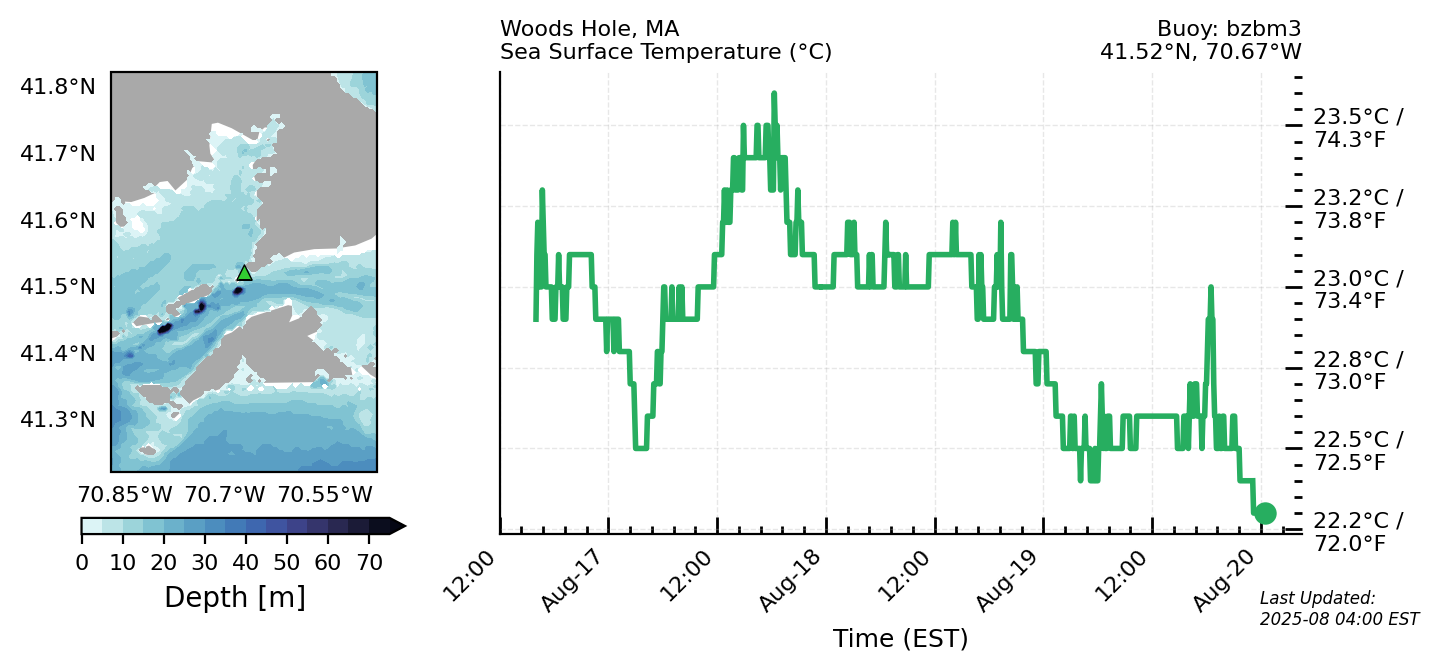 Woods Hole, MA
Sea Surface Temperature (°C)
Buoy: bzbm3
41.52°N, 70.67°W
41.8°N
41.7°N
41.6°N
41.5°N
41.4°N
41.3°N
70.85°W 70.7°W 70.55°W
0 10 20 30 40 50 60 70
Depth [m]
23.5°C /
74.3°F
23.2°C /
73.8°F
23.0°C /
73.4°F
22.8°C /
73.0°F
22.5°C /
72.5°F
22.2°C /
72.0°F
12:00
Aug-17
12:00
Aug-18
12:00
Aug-19
12:00
Aug-20
Time (EST)
Last Updated:
2025-08 04:00 EST